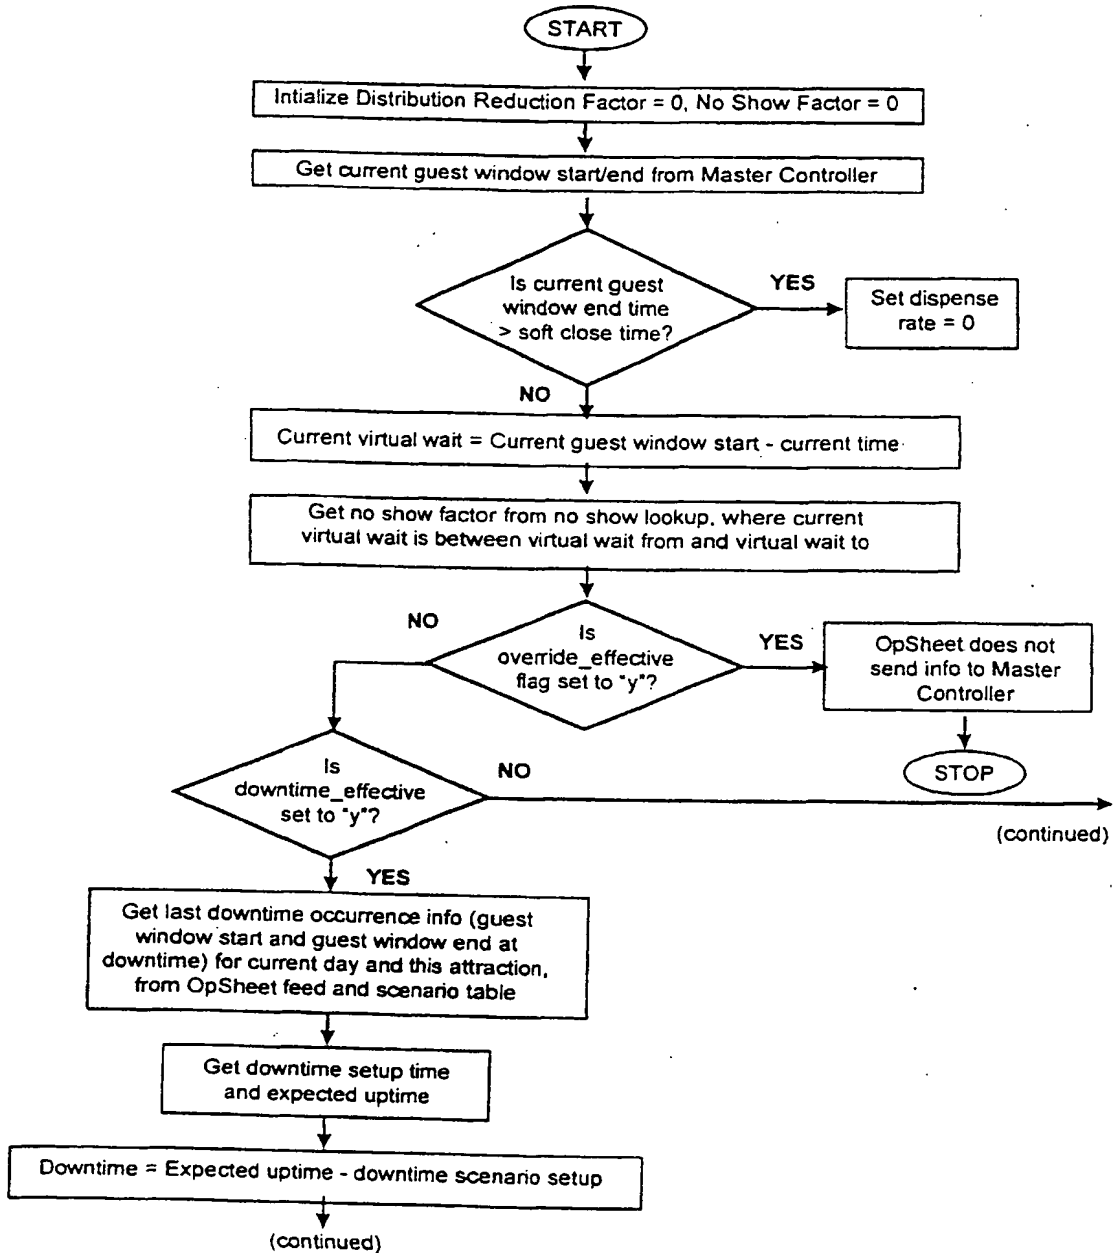 START
Intialize Distribution Reduction Factor = 0, No Show Factor = 0
Get current guest window start/end from Master Controller
Is current guest
window end time
> soft close time?
YES
Set dispense
rate = 0
NO
Current virtual wait = Current guest window start - current time
Get no show factor from no show lookup, where current
virtual wait is between virtual wait from and virtual wait to
NO
Is
override_effective
flag set to "y"?
YES
OpSheet does not
send info to Master
Controller
STOP
Is
downtime_effective
set to "y"?
NO
(continued)
YES
Get last downtime occurrence info (guest
window start and guest window end at
downtime) for current day and this attraction,
from OpSheet feed and scenario table
Get downtime setup time
and expected uptime
Downtime = Expected uptime - downtime scenario setup
(continued)